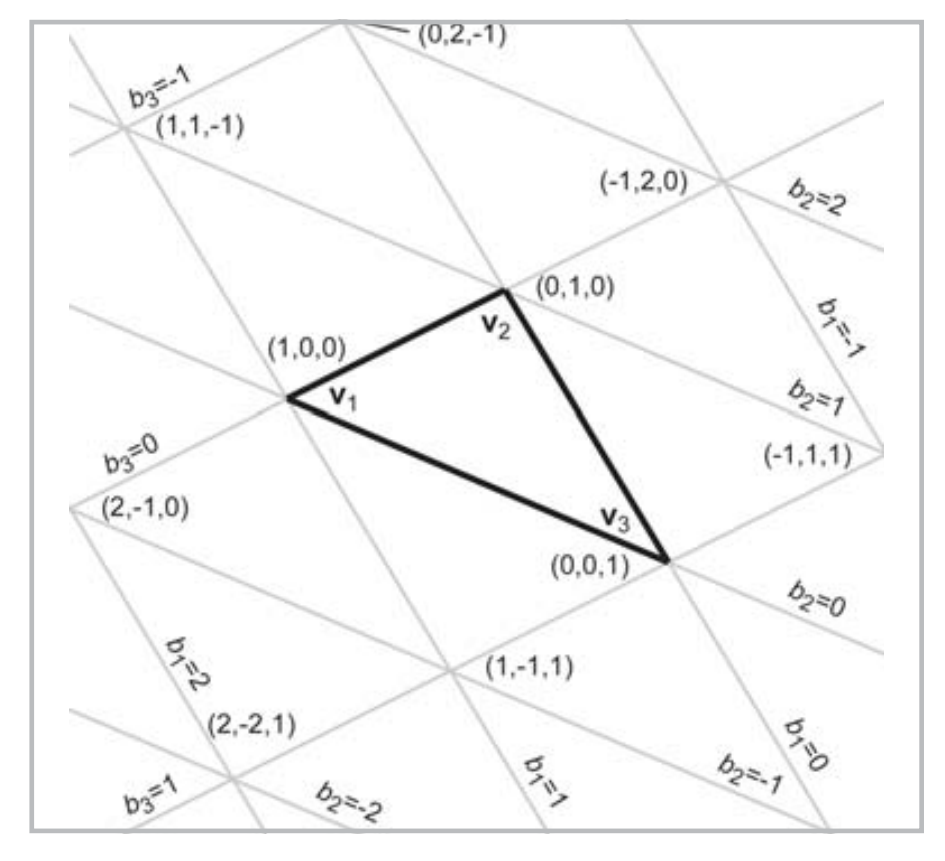 (0,2,-1)
b₃=-1
(1,1,-1)
(-1,2,0)
b₂=2
(0,1,0)
v₂
b₁=-1
(1,0,0)
v₁
b₂=1
b₃=0
(-1,1,1)
(2,-1,0)
v₃
(0,0,1)
b₂=0
b₁=2
(1,-1,1)
(2,-2,1)
b₁=0
b₂=-1
b₁=1
b₃=1
b₂=-2